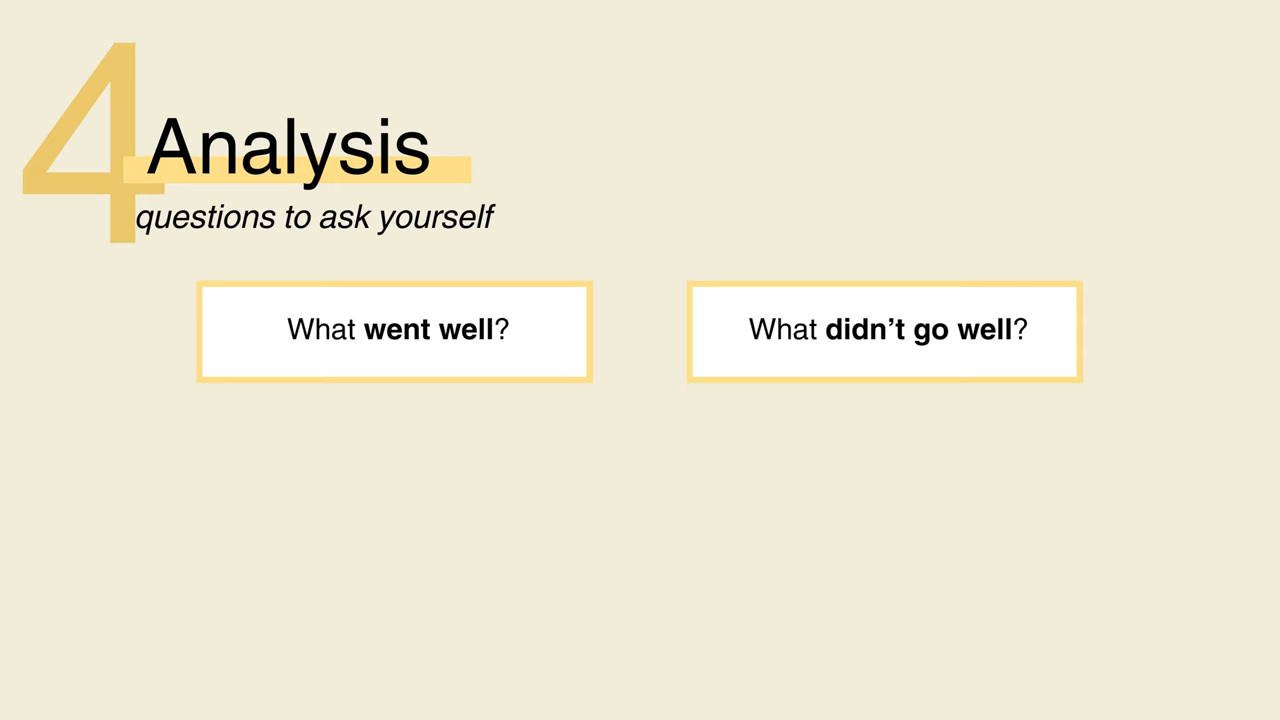 4
Analysis
questions to ask yourself
What went well?
What didn’t go well?